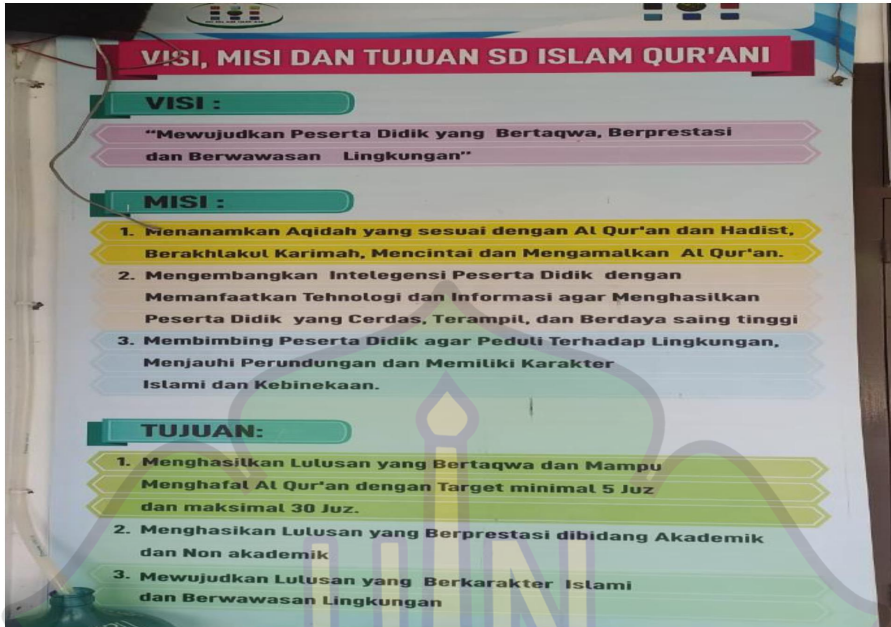 VISI, MISI DAN TUJUAN SD ISLAM QUR'ANI
VISI :
"Mewujudkan Peserta Didik yang Bertaqwa, Berprestasi
dan Berwawasan Lingkungan"
MISI :
1. Menanamkan Aqidah yang sesuai dengan Al Qur'an dan Hadist,
Berakhlakul Karimah, Mencintai dan Mengamalkan Al Qur'an.
2. Mengembangkan Intelegensi Peserta Didik dengan
Memanfaatkan Tehnologi dan Informasi agar Menghasilkan
Peserta Didik yang Cerdas, Terampil, dan Berdaya saing tinggi
3. Membimbing Peserta Didik agar Peduli Terhadap Lingkungan,
Menjauhi Perundungan dan Memiliki Karakter
Islami dan Kebinekaan.
TUJUAN:
1. Menghasilkan Lulusan yang Bertaqwa dan Mampu
Menghafal Al Qur'an dengan Target minimal 5 Juz
dan maksimal 30 Juz.
2. Menghasikan Lulusan yang Berprestasi dibidang Akademik
dan Non akademik
3. Mewujudkan Lulusan yang Berkarakter Islami
dan Berwawasan Lingkungan
UIN